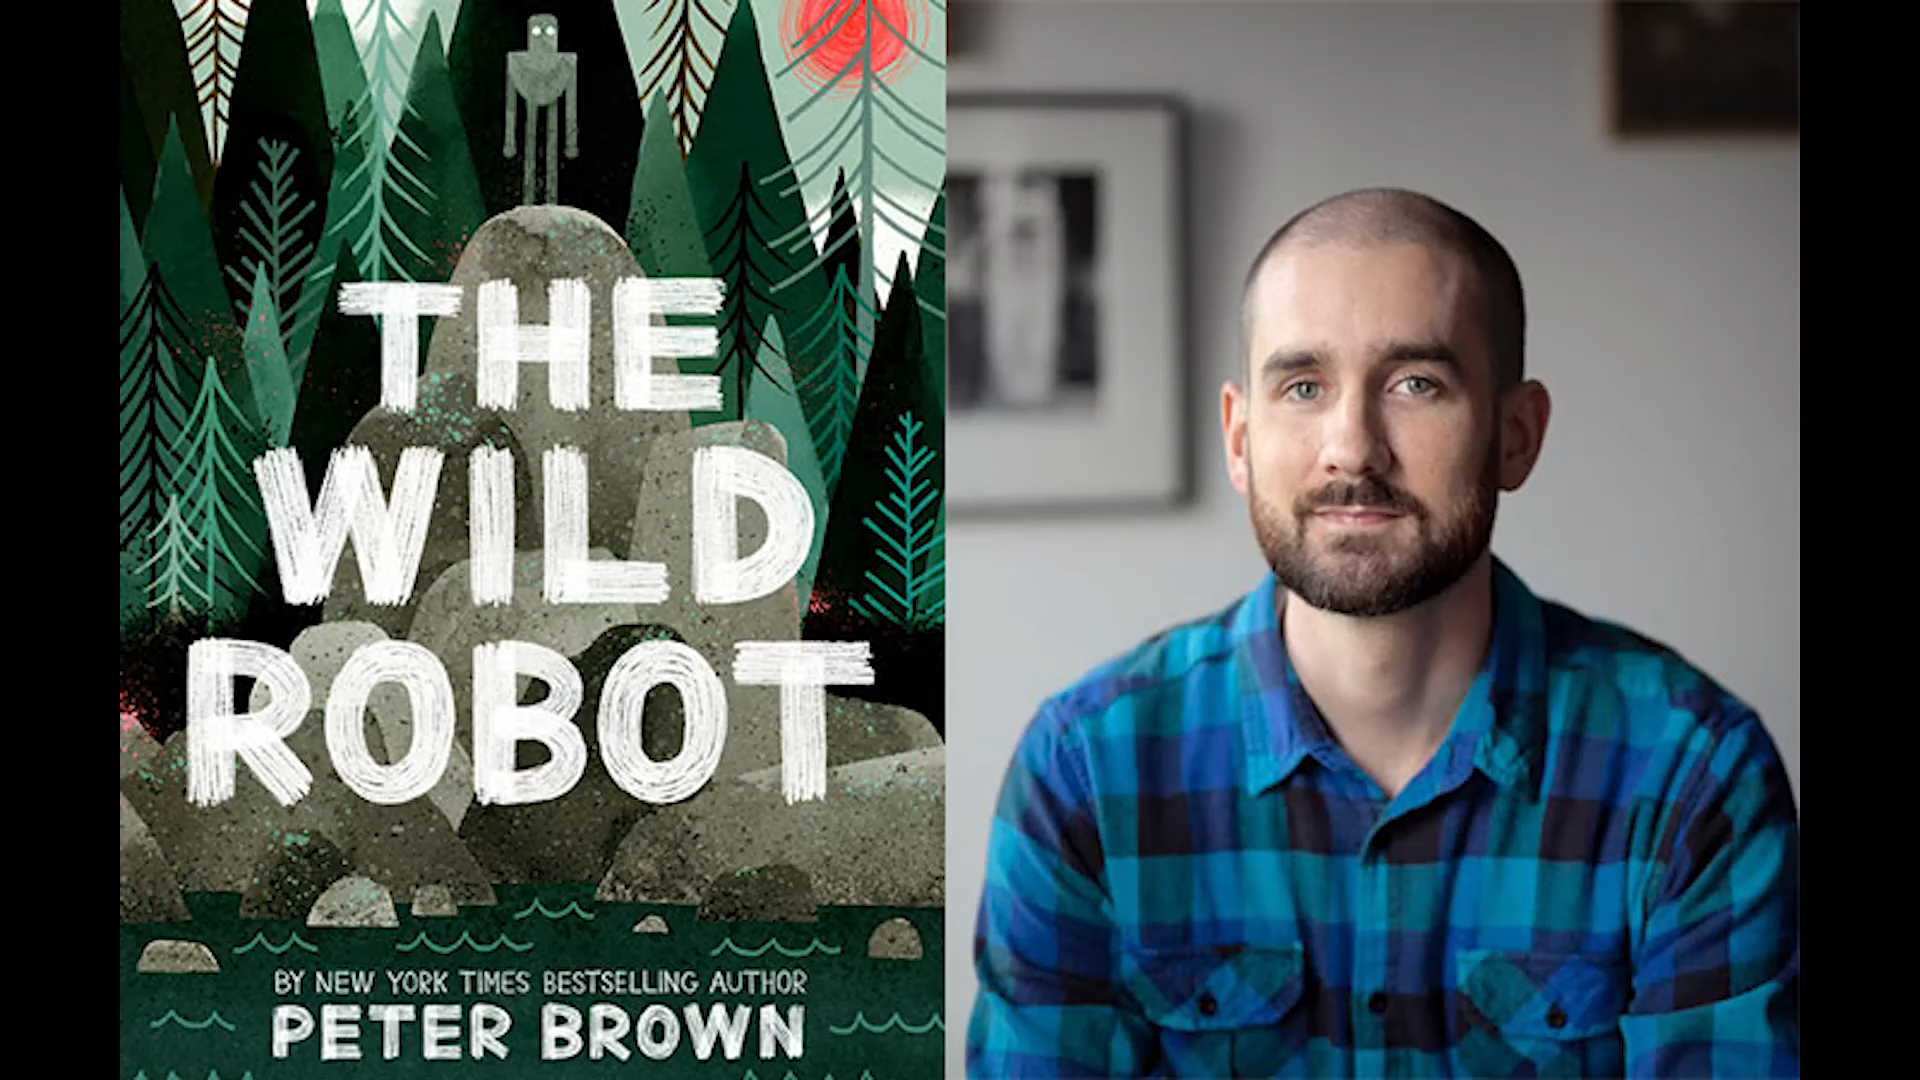 THE
WILD
ROBOT
BY NEW YORK TIMES BESTSELLING AUTHOR
PETER BROWN